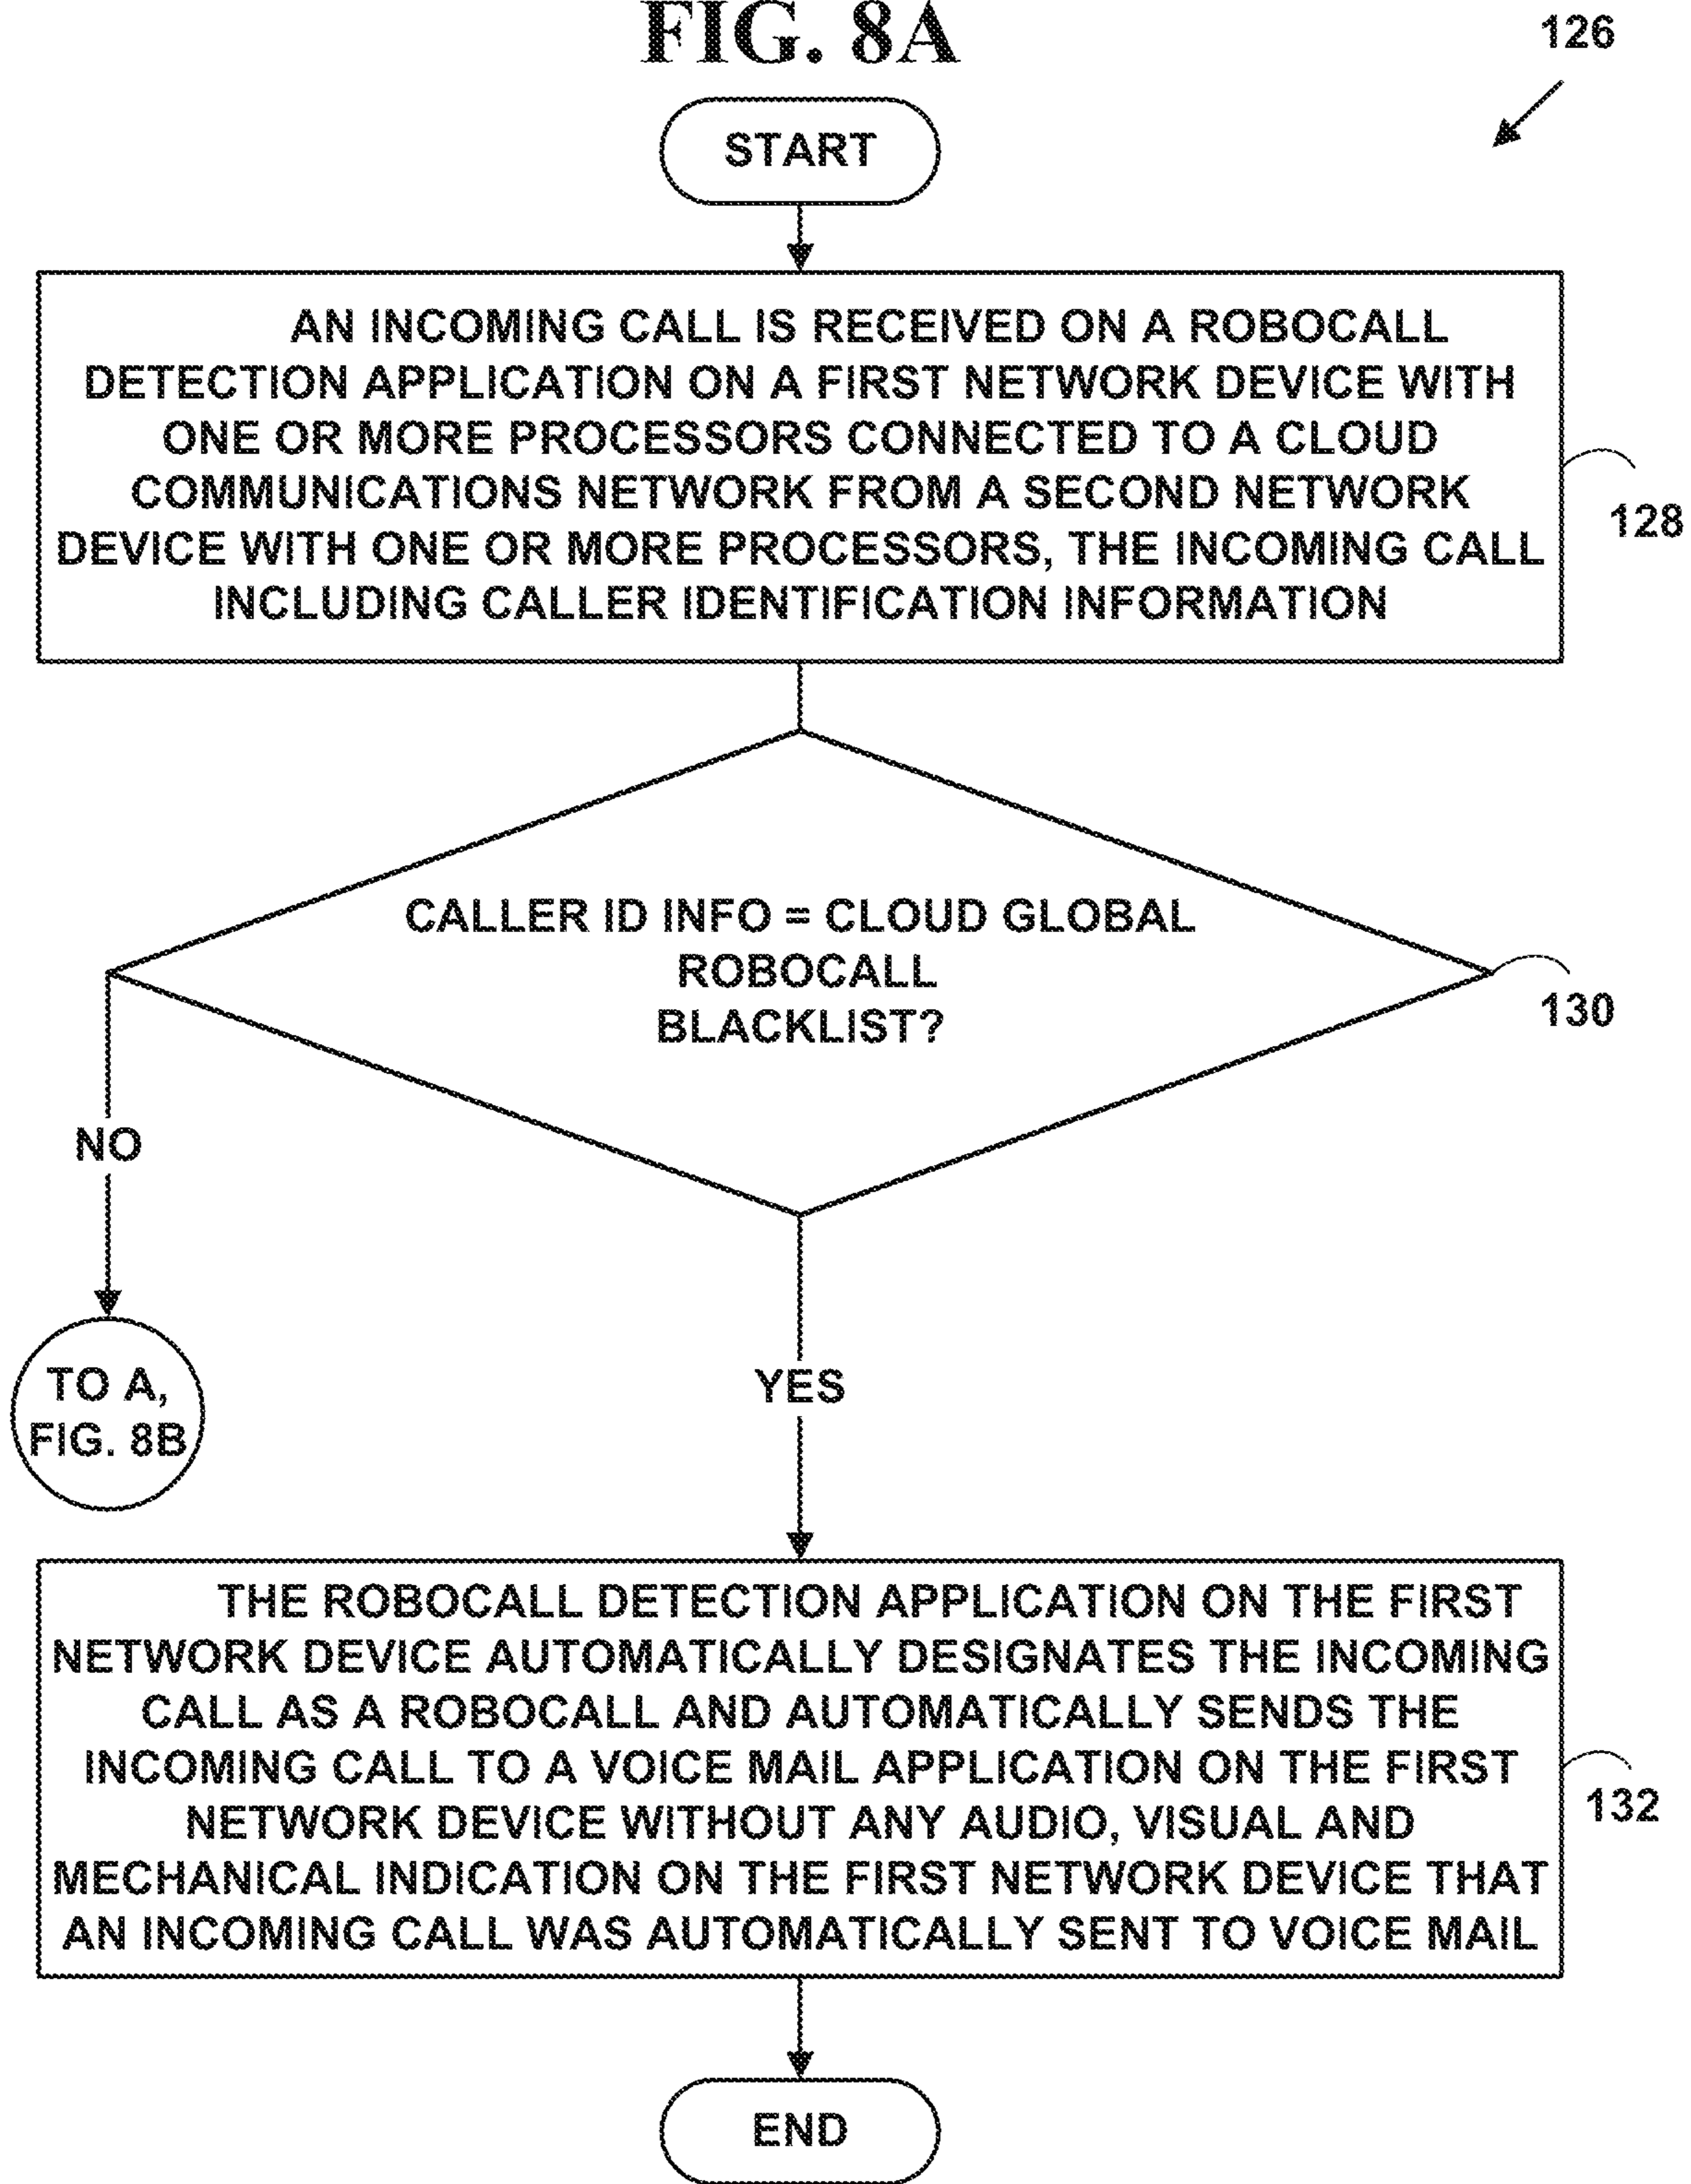 FIG. 8A
126
START
AN INCOMING CALL IS RECEIVED ON A ROBOCALL
DETECTION APPLICATION ON A FIRST NETWORK DEVICE WITH
ONE OR MORE PROCESSORS CONNECTED TO A CLOUD
COMMUNICATIONS NETWORK FROM A SECOND NETWORK
DEVICE WITH ONE OR MORE PROCESSORS, THE INCOMING CALL
INCLUDING CALLER IDENTIFICATION INFORMATION
128
CALLER ID INFO = CLOUD GLOBAL
ROBOCALL
BLACKLIST?
130
NO
TO A,
FIG. 8B
YES
THE ROBOCALL DETECTION APPLICATION ON THE FIRST
NETWORK DEVICE AUTOMATICALLY DESIGNATES THE INCOMING
CALL AS A ROBOCALL AND AUTOMATICALLY SENDS THE
INCOMING CALL TO A VOICE MAIL APPLICATION ON THE FIRST
NETWORK DEVICE WITHOUT ANY AUDIO, VISUAL AND
MECHANICAL INDICATION ON THE FIRST NETWORK DEVICE THAT
AN INCOMING CALL WAS AUTOMATICALLY SENT TO VOICE MAIL
132
END